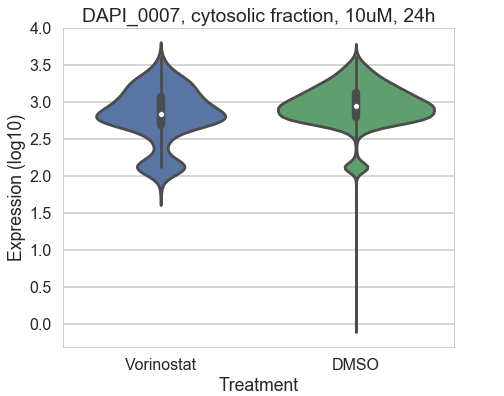 DAPI_0007, cytosolic fraction, 10uM, 24h
Expression (log10)
4.0
3.5
3.0
2.5
2.0
1.5
1.0
0.5
0.0
Vorinostat
DMSO
Treatment